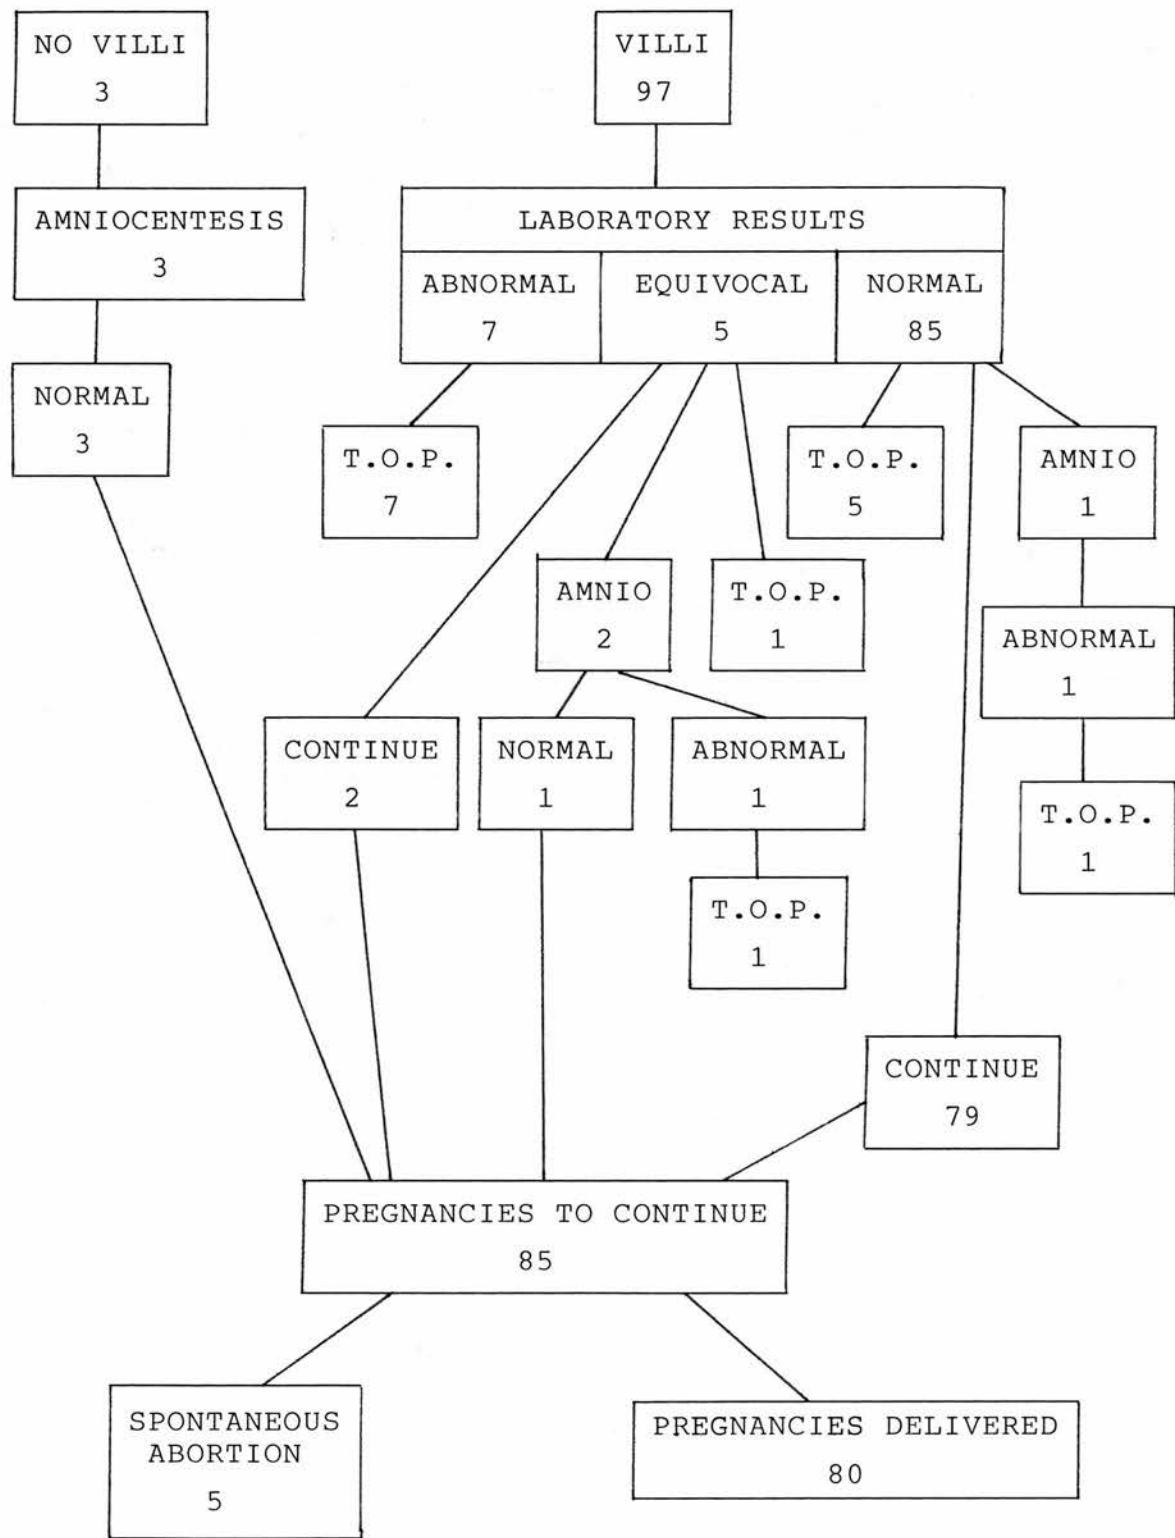 NO VILLI
3
VILLI
97
AMNIOCENTESIS
3
LABORATORY RESULTS
ABNORMAL
7
EQUIVOCAL
5
NORMAL
85
NORMAL
3
T.O.P.
7
T.O.P.
5
AMNIO
1
AMNIO
2
T.O.P.
1
ABNORMAL
1
CONTINUE
2
NORMAL
1
ABNORMAL
1
T.O.P.
1
T.O.P.
1
CONTINUE
79
PREGNANCIES TO CONTINUE
85
SPONTANEOUS
ABORTION
5
PREGNANCIES DELIVERED
80